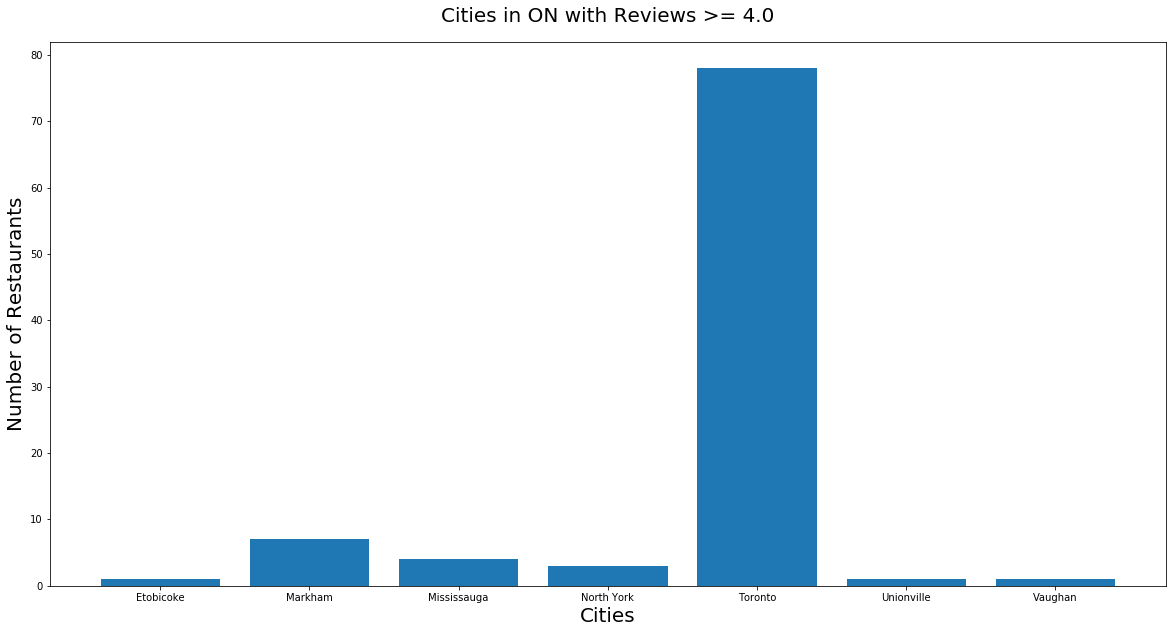 Cities in ON with Reviews >= 4.0
Number of Restaurants
80
70
60
50
40
30
20
10
0
Etobicoke Markham Mississauga North York Toronto Unionville Vaughan
Cities